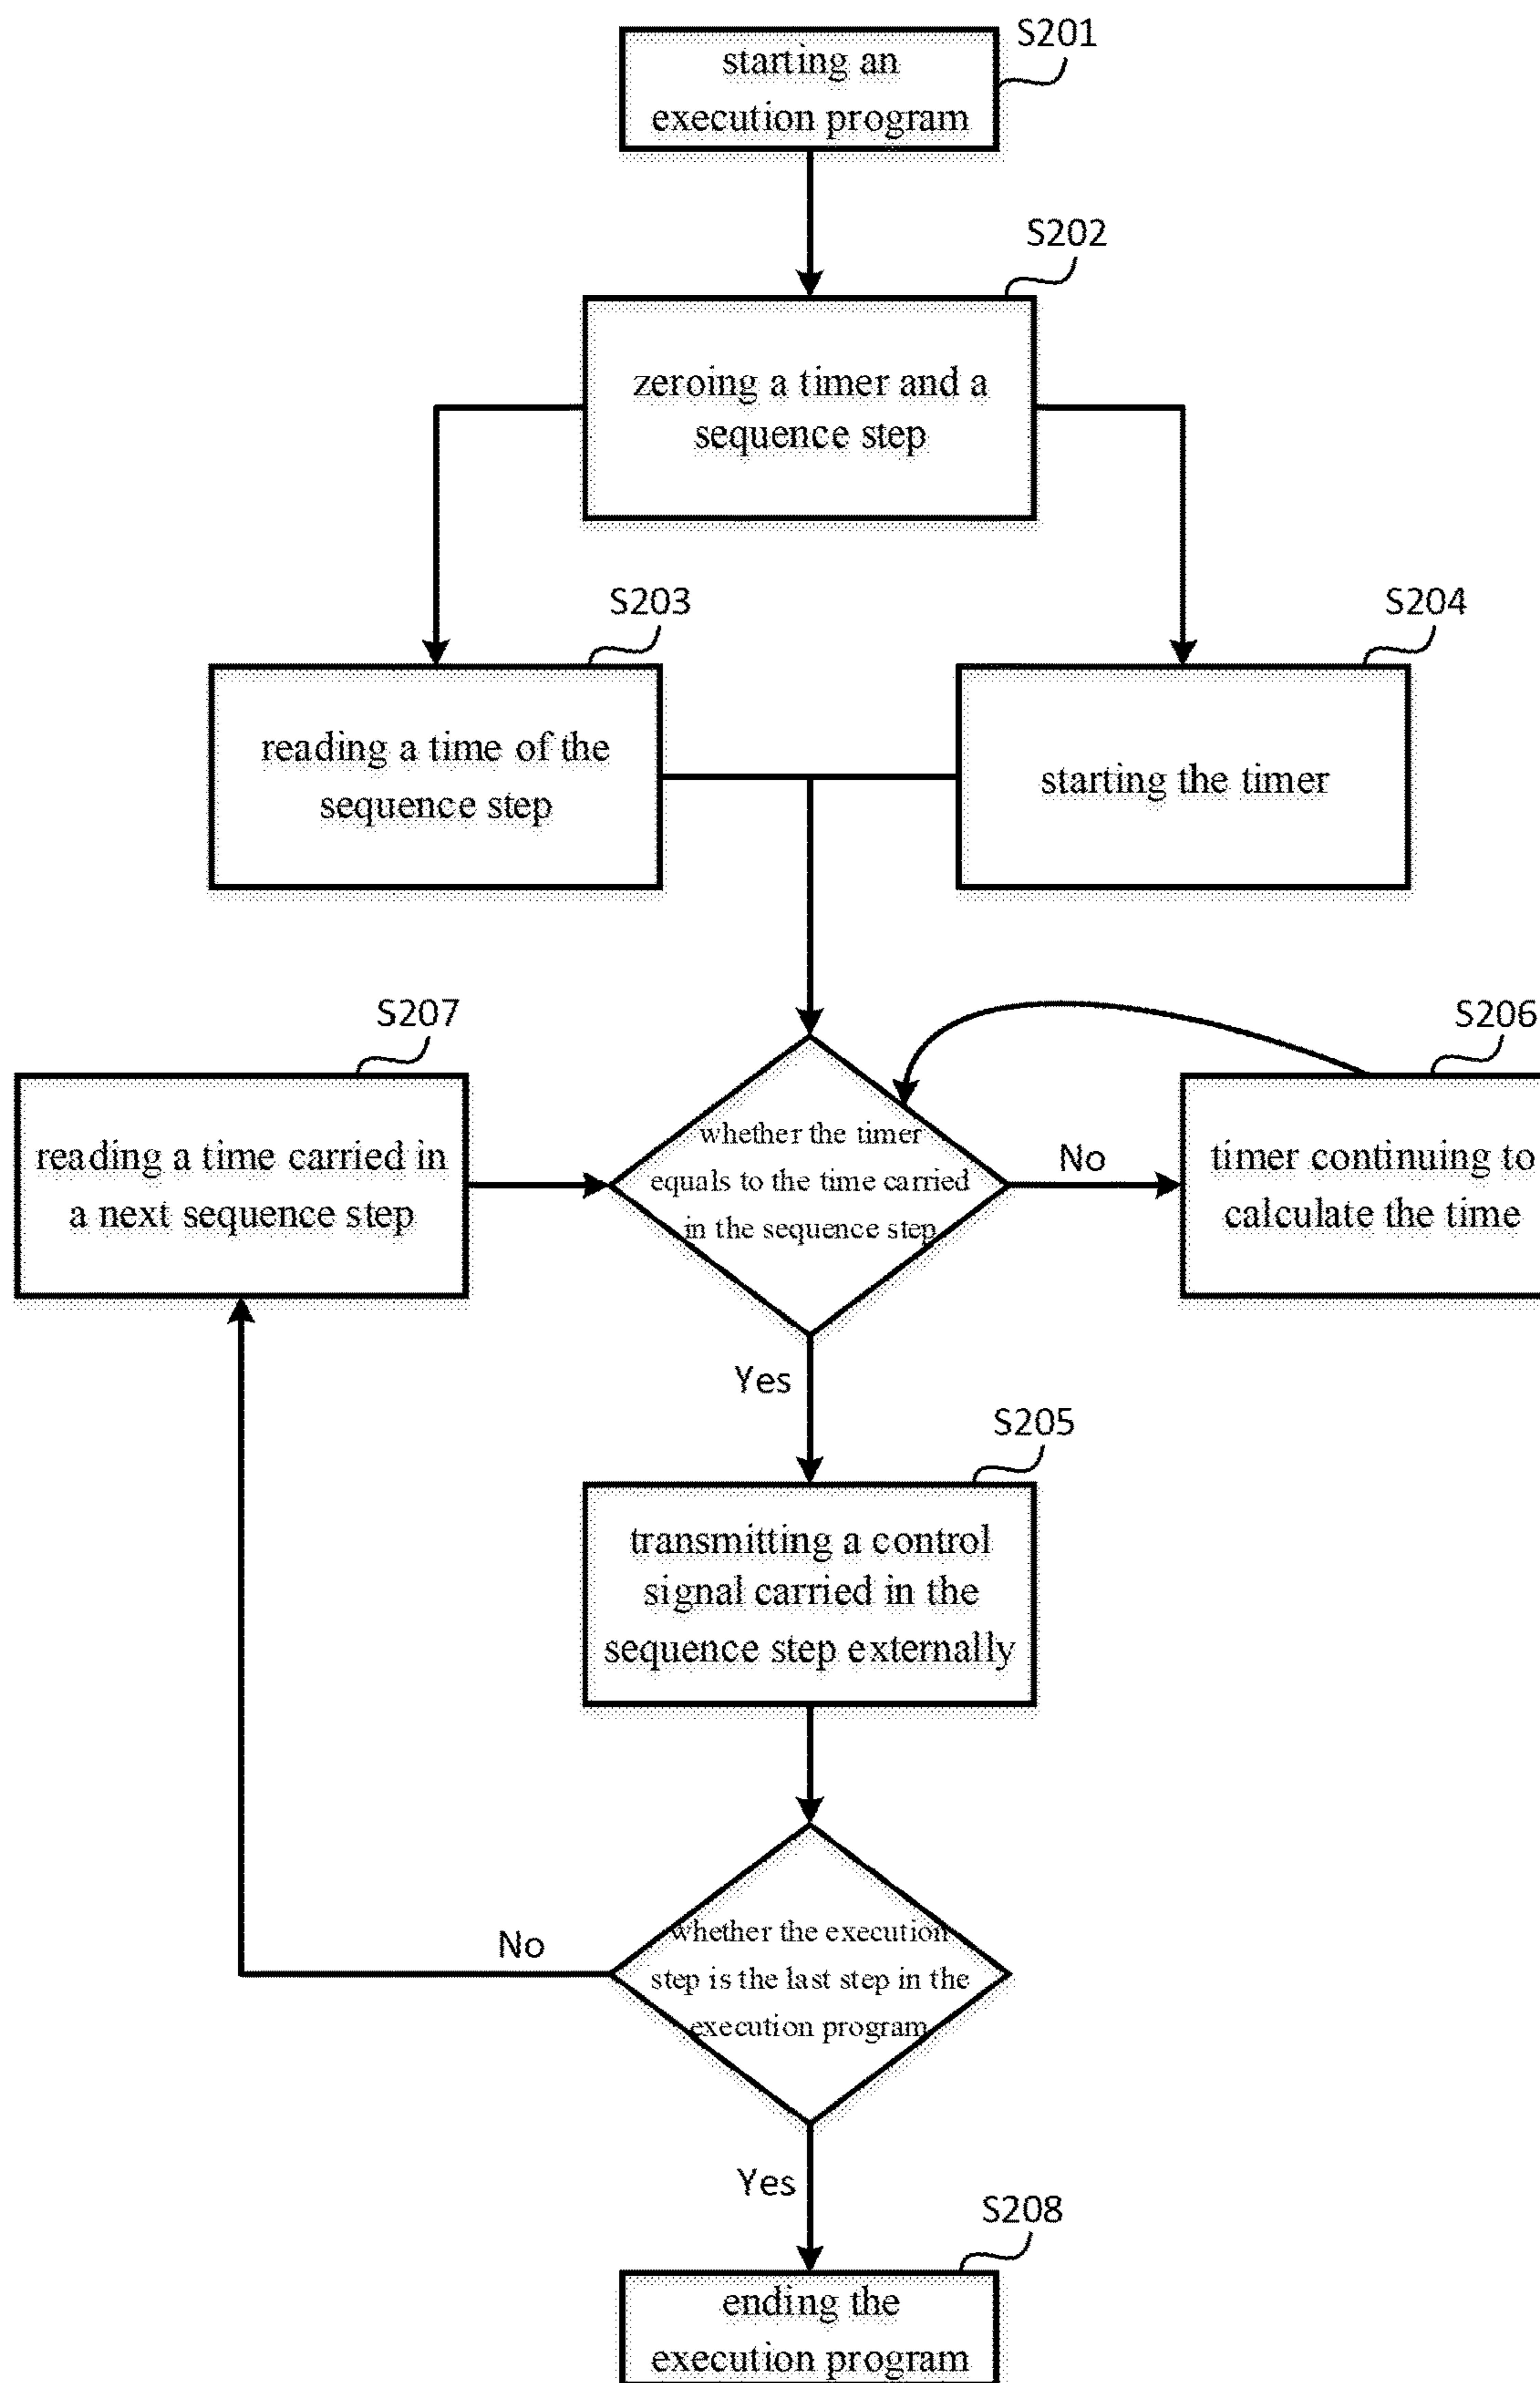 S201
starting an
execution program
S202
zeroing a timer and a
sequence step
S203
reading a time of the
sequence step
S204
starting the timer
S207
reading a time carried in
a next sequence step
whether the timer
equals to the time carried
in the sequence step
No
S206
timer continuing to
calculate the time
Yes
S205
transmitting a control
signal carried in the
sequence step externally
whether the execution
step is the last step in the
execution program
No
Yes
S208
ending the
execution program